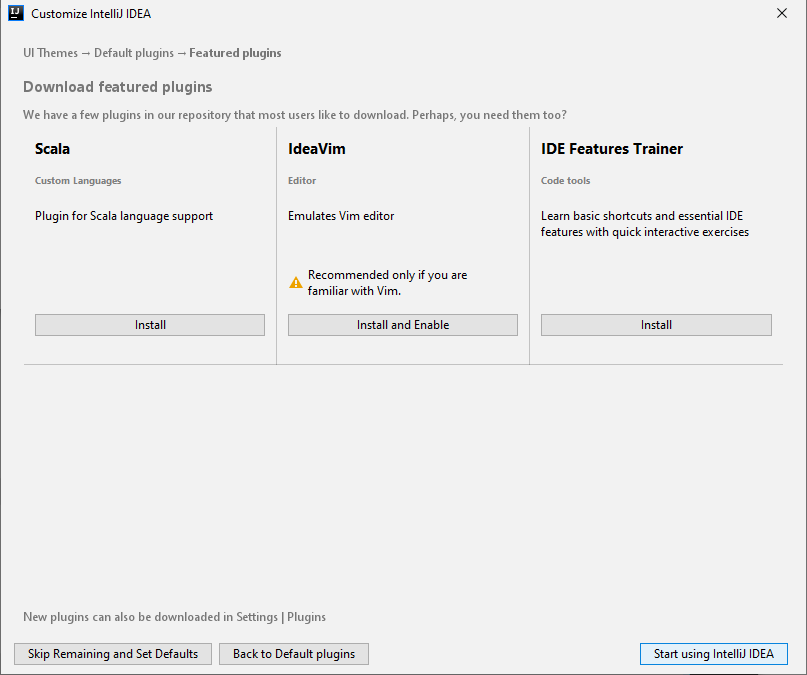 IJ
Customize IntelliJ IDEA
UI Themes → Default plugins → Featured plugins
Download featured plugins
We have a few plugins in our repository that most users like to download. Perhaps, you need them too?
Scala
Custom Languages
Plugin for Scala language support
Install
IdeaVim
Editor
Emulates Vim editor
Recommended only if you are
familiar with Vim.
Install and Enable
IDE Features Trainer
Code tools
Learn basic shortcuts and essential IDE
features with quick interactive exercises
Install
New plugins can also be downloaded in Settings | Plugins
Skip Remaining and Set Defaults
Back to Default plugins
Start using IntelliJ IDEA